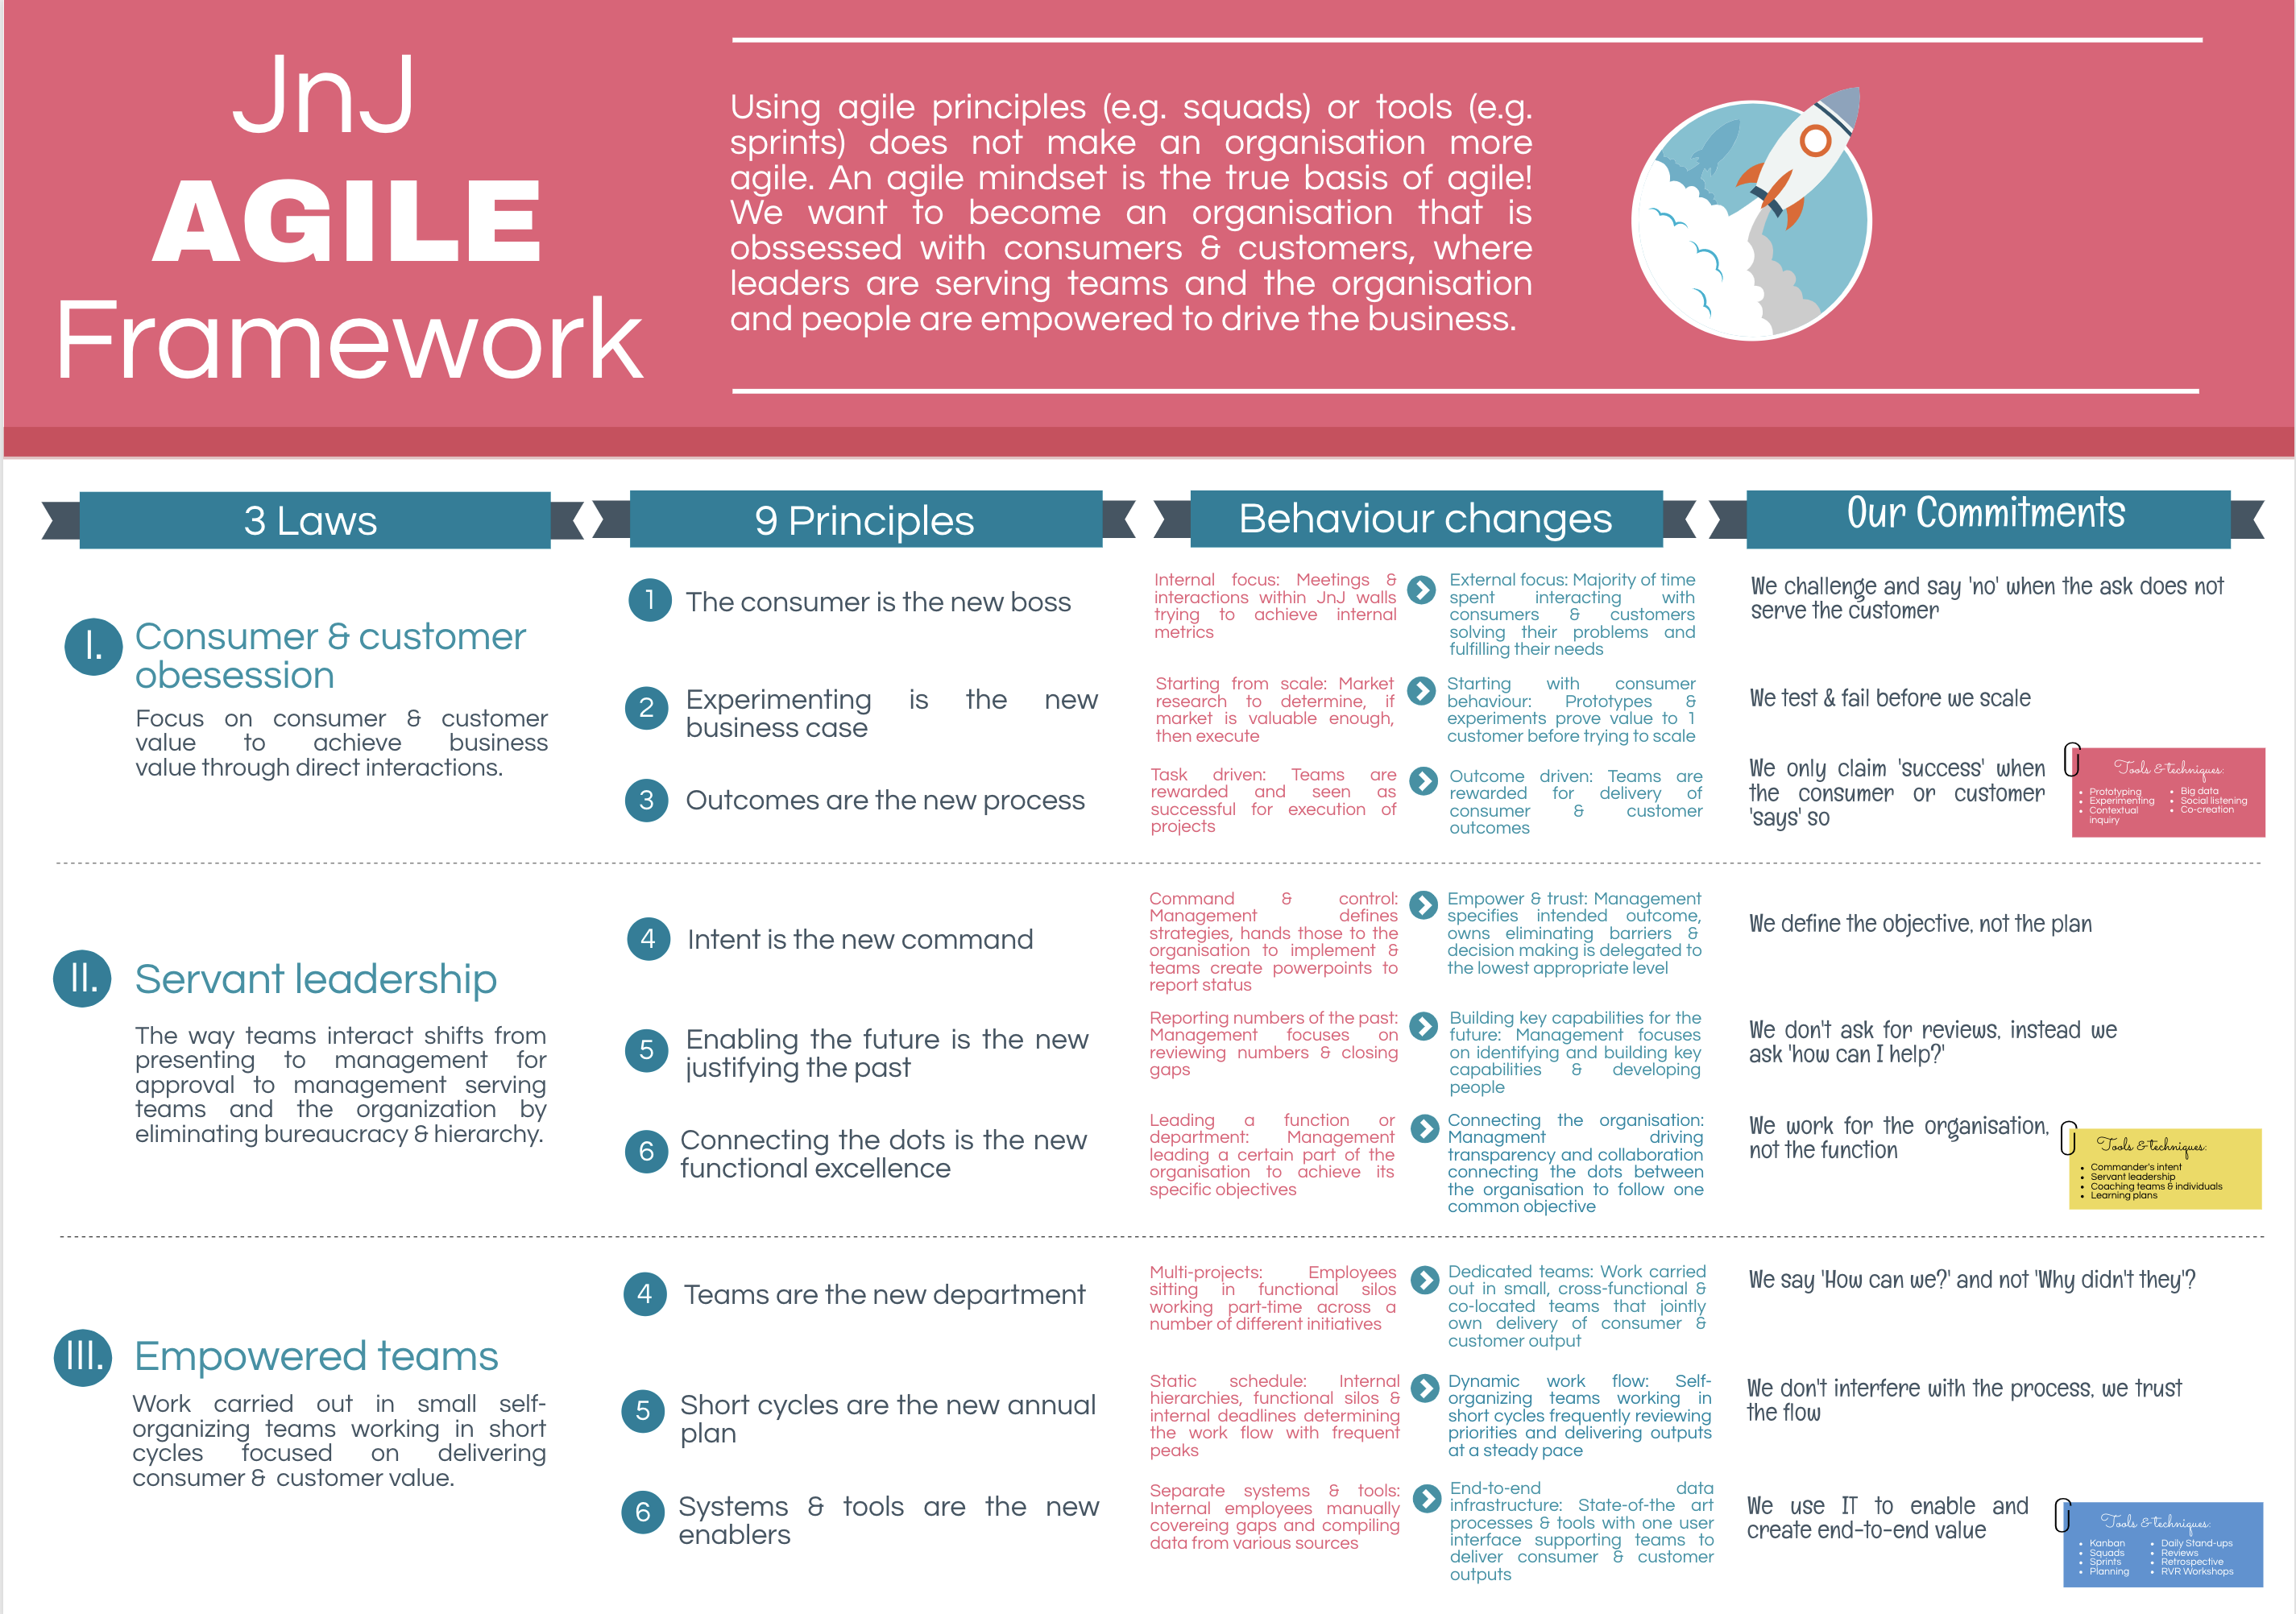 JnJ
AGILE
Framework
Using agile principles (e.g. squads) or tools (e.g.
sprints) does not make an organisation more
agile. An agile mindset is the true basis of agile!
We want to become an organisation that is
obssessed with consumers & customers, where
leaders are serving teams and the organisation
and people are empowered to drive the business.
3 Laws
9 Principles
Behaviour changes
Our Commitments
I.
Consumer & customer
obesession
Focus on consumer & customer
value to achieve business
value through direct interactions.
1
The consumer is the new boss
Internal focus: Meetings &
interactions within JnJ walls
trying to achieve internal
metrics
External focus: Majority of time
spent interacting with
consumers & customers
solving their problems and
fulfilling their needs
We challenge and say 'no' when the ask does not
serve the customer
2
Experimenting is the new
business case
Starting from scale: Market
research to determine, if
market is valuable enough,
then execute
Starting with consumer
behaviour: Prototypes &
experiments prove value to 1
customer before trying to scale
We test & fail before we scale
3
Outcomes are the new process
Task driven: Teams are
rewarded and seen as
successful for execution of
projects
Outcome driven: Teams are
rewarded for delivery of
consumer & customer
outcomes
We only claim 'success' when
the consumer or customer
'says' so
Tools & techniques:
• Prototyping
• Experimenting
• Contextual
inquiry
• Big data
• Social listening
• Co-creation
II.
Servant leadership
The way teams interact shifts from
presenting to management for
approval to management serving
teams and the organization by
eliminating bureaucracy & hierarchy.
4
Intent is the new command
Command & control:
Management defines
strategies, hands those to the
organisation to implement &
teams create powerpoints to
report status
Empower & trust: Management
specifies intended outcome,
owns eliminating barriers &
decision making is delegated to
the lowest appropriate level
We define the objective, not the plan
5
Enabling the future is the new
justifying the past
Reporting numbers of the past:
Management focuses on
reviewing numbers & closing
gaps
Building key capabilities for the
future: Management focuses
on identifying and building key
capabilities & developing
people
We don't ask for reviews, instead we
ask 'how can I help?'
6
Connecting the dots is the new
functional excellence
Leading a function or
department: Management
leading a certain part of the
organisation to achieve its
specific objectives
Connecting the organisation:
Managment driving
transparency and collaboration
connecting the dots between
the organisation to follow one
common objective
We work for the organisation,
not the function
Tools & techniques:
• Commander's intent
• Servant leadership
• Coaching teams & individuals
• Learning plans
III.
Empowered teams
Work carried out in small self-
organizing teams working in short
cycles focused on delivering
consumer & customer value.
4
Teams are the new department
Multi-projects: Employees
sitting in functional silos
working part-time across a
number of different initiatives
Dedicated teams: Work carried
out in small, cross-functional &
co-located teams that jointly
own delivery of consumer &
customer output
We say 'How can we?' and not 'Why didn't they'?
5
Short cycles are the new annual
plan
Static schedule: Internal
hierarchies, functional silos &
internal deadlines determining
the work flow with frequent
peaks
Dynamic work flow: Self-
organizing teams working in
short cycles frequently reviewing
priorities and delivering outputs
at a steady pace
We don't interfere with the process, we trust
the flow
6
Systems & tools are the new
enablers
Separate systems & tools:
Internal employees manually
covereing gaps and compiling
data from various sources
End-to-end data
infrastructure: State-of-the art
processes & tools with one user
interface supporting teams to
deliver consumer & customer
outputs
We use IT to enable and
create end-to-end value
Tools & techniques:
• Kanban
• Squads
• Sprints
• Planning
• Daily Stand-ups
• Reviews
• Retrospective
• RVR Workshops